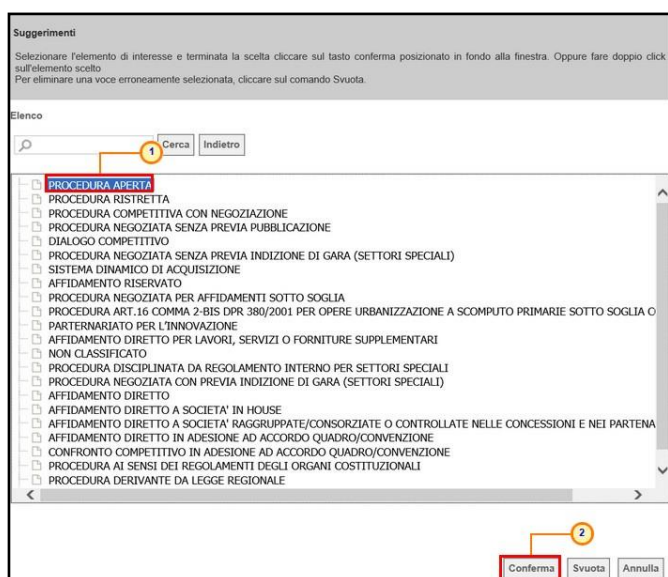 Suggerimenti
Selezionare l'elemento di interesse e terminata la scelta cliccare sul tasto conferma posizionato in fondo alla finestra. Oppure fare doppio click
sull'elemento scelto
Per eliminare una voce erroneamente selezionata, cliccare sul comando Svuota.
Elenco
1
Cerca Indietro
PROCEDURA APERTA
PROCEDURA RISTRETTA
PROCEDURA COMPETITIVA CON NEGOZIAZIONE
PROCEDURA NEGOZIATA SENZA PREVIA PUBBLICAZIONE
DIALOGO COMPETITIVO
PROCEDURA NEGOZIATA SENZA PREVIA INDIZIONE DI GARA (SETTORI SPECIALI)
SISTEMA DINAMICO DI ACQUISIZIONE
AFFIDAMENTO RISERVATO
PROCEDURA NEGOZIATA PER AFFIDAMENTI SOTTO SOGLIA
PROCEDURA ART.16 COMMA 2-BIS DPR 380/2001 PER OPERE URBANIZZAZIONE A SCOMPUTO PRIMARIE SOTTO SOGLIA C
PARTERNARIATO PER L'INNOVAZIONE
AFFIDAMENTO DIRETTO PER LAVORI, SERVIZI O FORNITURE SUPPLEMENTARI
NON CLASSIFICATO
PROCEDURA DISCIPLINATA DA REGOLAMENTO INTERNO PER SETTORI SPECIALI
PROCEDURA NEGOZIATA CON PREVIA INDIZIONE DI GARA (SETTORI SPECIALI)
AFFIDAMENTO DIRETTO
AFFIDAMENTO DIRETTO A SOCIETA' IN HOUSE
AFFIDAMENTO DIRETTO A SOCIETA' RAGGRUPPATE/CONSORZIATE O CONTROLLATE NELLE CONCESSIONI E NEI PARTENA
AFFIDAMENTO DIRETTO IN ADESIONE AD ACCORDO QUADRO/CONVENZIONE
CONFRONTO COMPETITIVO IN ADESIONE AD ACCORDO QUADRO/CONVENZIONE
PROCEDURA AI SENSI DEI REGOLAMENTI DEGLI ORGANI COSTITUZIONALI
PROCEDURA DERIVANTE DA LEGGE REGIONALE
2
Conferma Svuota Annulla